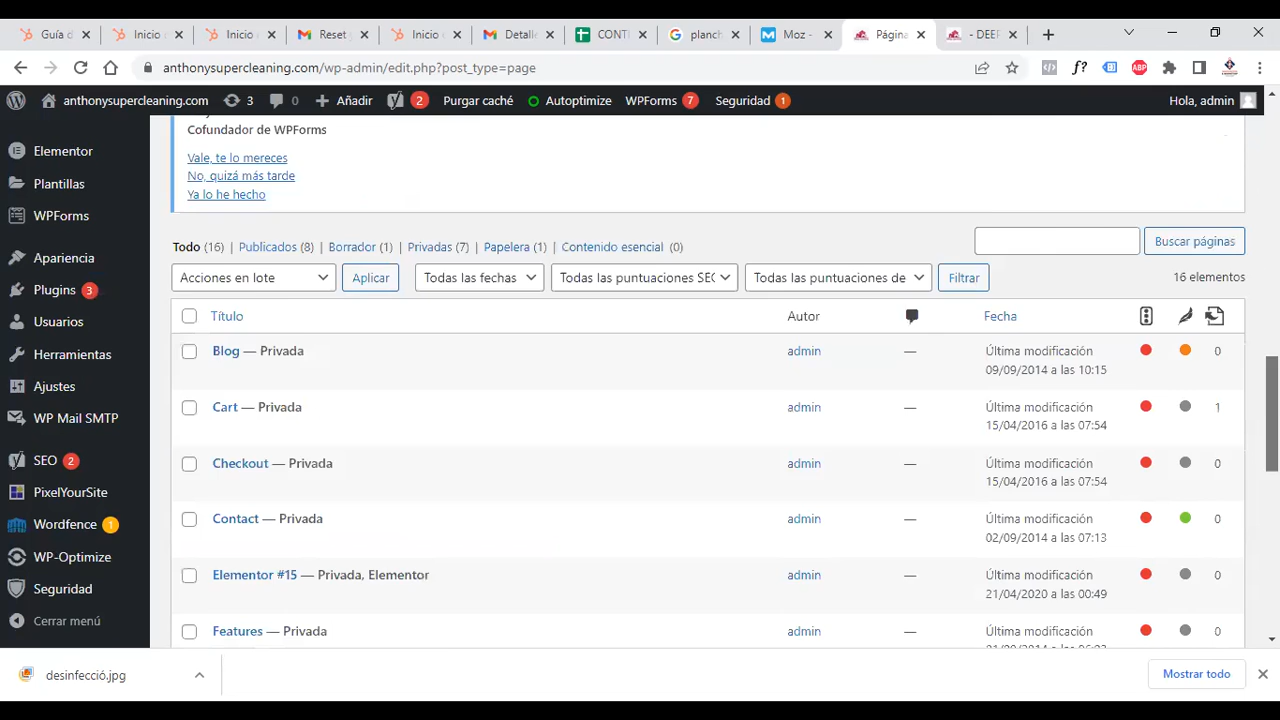 Guía d
Inicio
Inicio
Reset
Inicio
Detalle
CONT
planch
Moz -
Página
- DEEP
anthonysupercleaning.com/wp-admin/edit.php?post_type=page
f?
ABP
anthonysupercleaning.com
3
0
Añadir
2
Purgar caché
Autoptimize
WPForms 7
Seguridad 1
Hola, admin
Elementor
Plantillas
WPForms
Apariencia
Plugins 3
Usuarios
Herramientas
Ajustes
WP Mail SMTP
SEO 2
PixelYourSite
Wordfence 1
WP-Optimize
Seguridad
Cerrar menú
Cofundador de WPForms
Vale, te lo mereces
No, quizá más tarde
Ya lo he hecho
Todo (16) | Publicados (8) | Borrador (1) | Privadas (7) | Papelera (1) | Contenido esencial (0)
Buscar páginas
Acciones en lote
Aplicar
Todas las fechas
Todas las puntuaciones SEC
Todas las puntuaciones de
Filtrar
16 elementos
Título
Autor
Fecha
Blog — Privada
admin
—
Última modificación
09/09/2014 a las 10:15
0
Cart — Privada
admin
—
Última modificación
15/04/2016 a las 07:54
1
Checkout — Privada
admin
—
Última modificación
15/04/2016 a las 07:54
0
Contact — Privada
admin
—
Última modificación
02/09/2014 a las 07:13
0
Elementor #15 — Privada, Elementor
admin
—
Última modificación
21/04/2020 a las 00:49
0
Features — Privada
admin
—
Última modificación
0
desinfecció.jpg
Mostrar todo